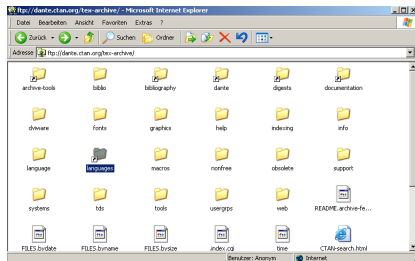 ftp://dante.ctan.org/tex-archive/ - Microsoft Internet Explorer
Datei Bearbeiten Ansicht Favoriten Extras ?
Zurück Suchen Ordner
Adresse ftp://dante.ctan.org/tex-archive/
archive-tools biblio bibliography dante digests documentation
dviware fonts graphics help indexing info
language languages macros nonfree obsolete support
systems tds tools usergrps web README.archive-fe...
FILES.bydate FILES.byname FILES.bysize .index.cgi time CTAN-search.html
Benutzer: Anonym Internet